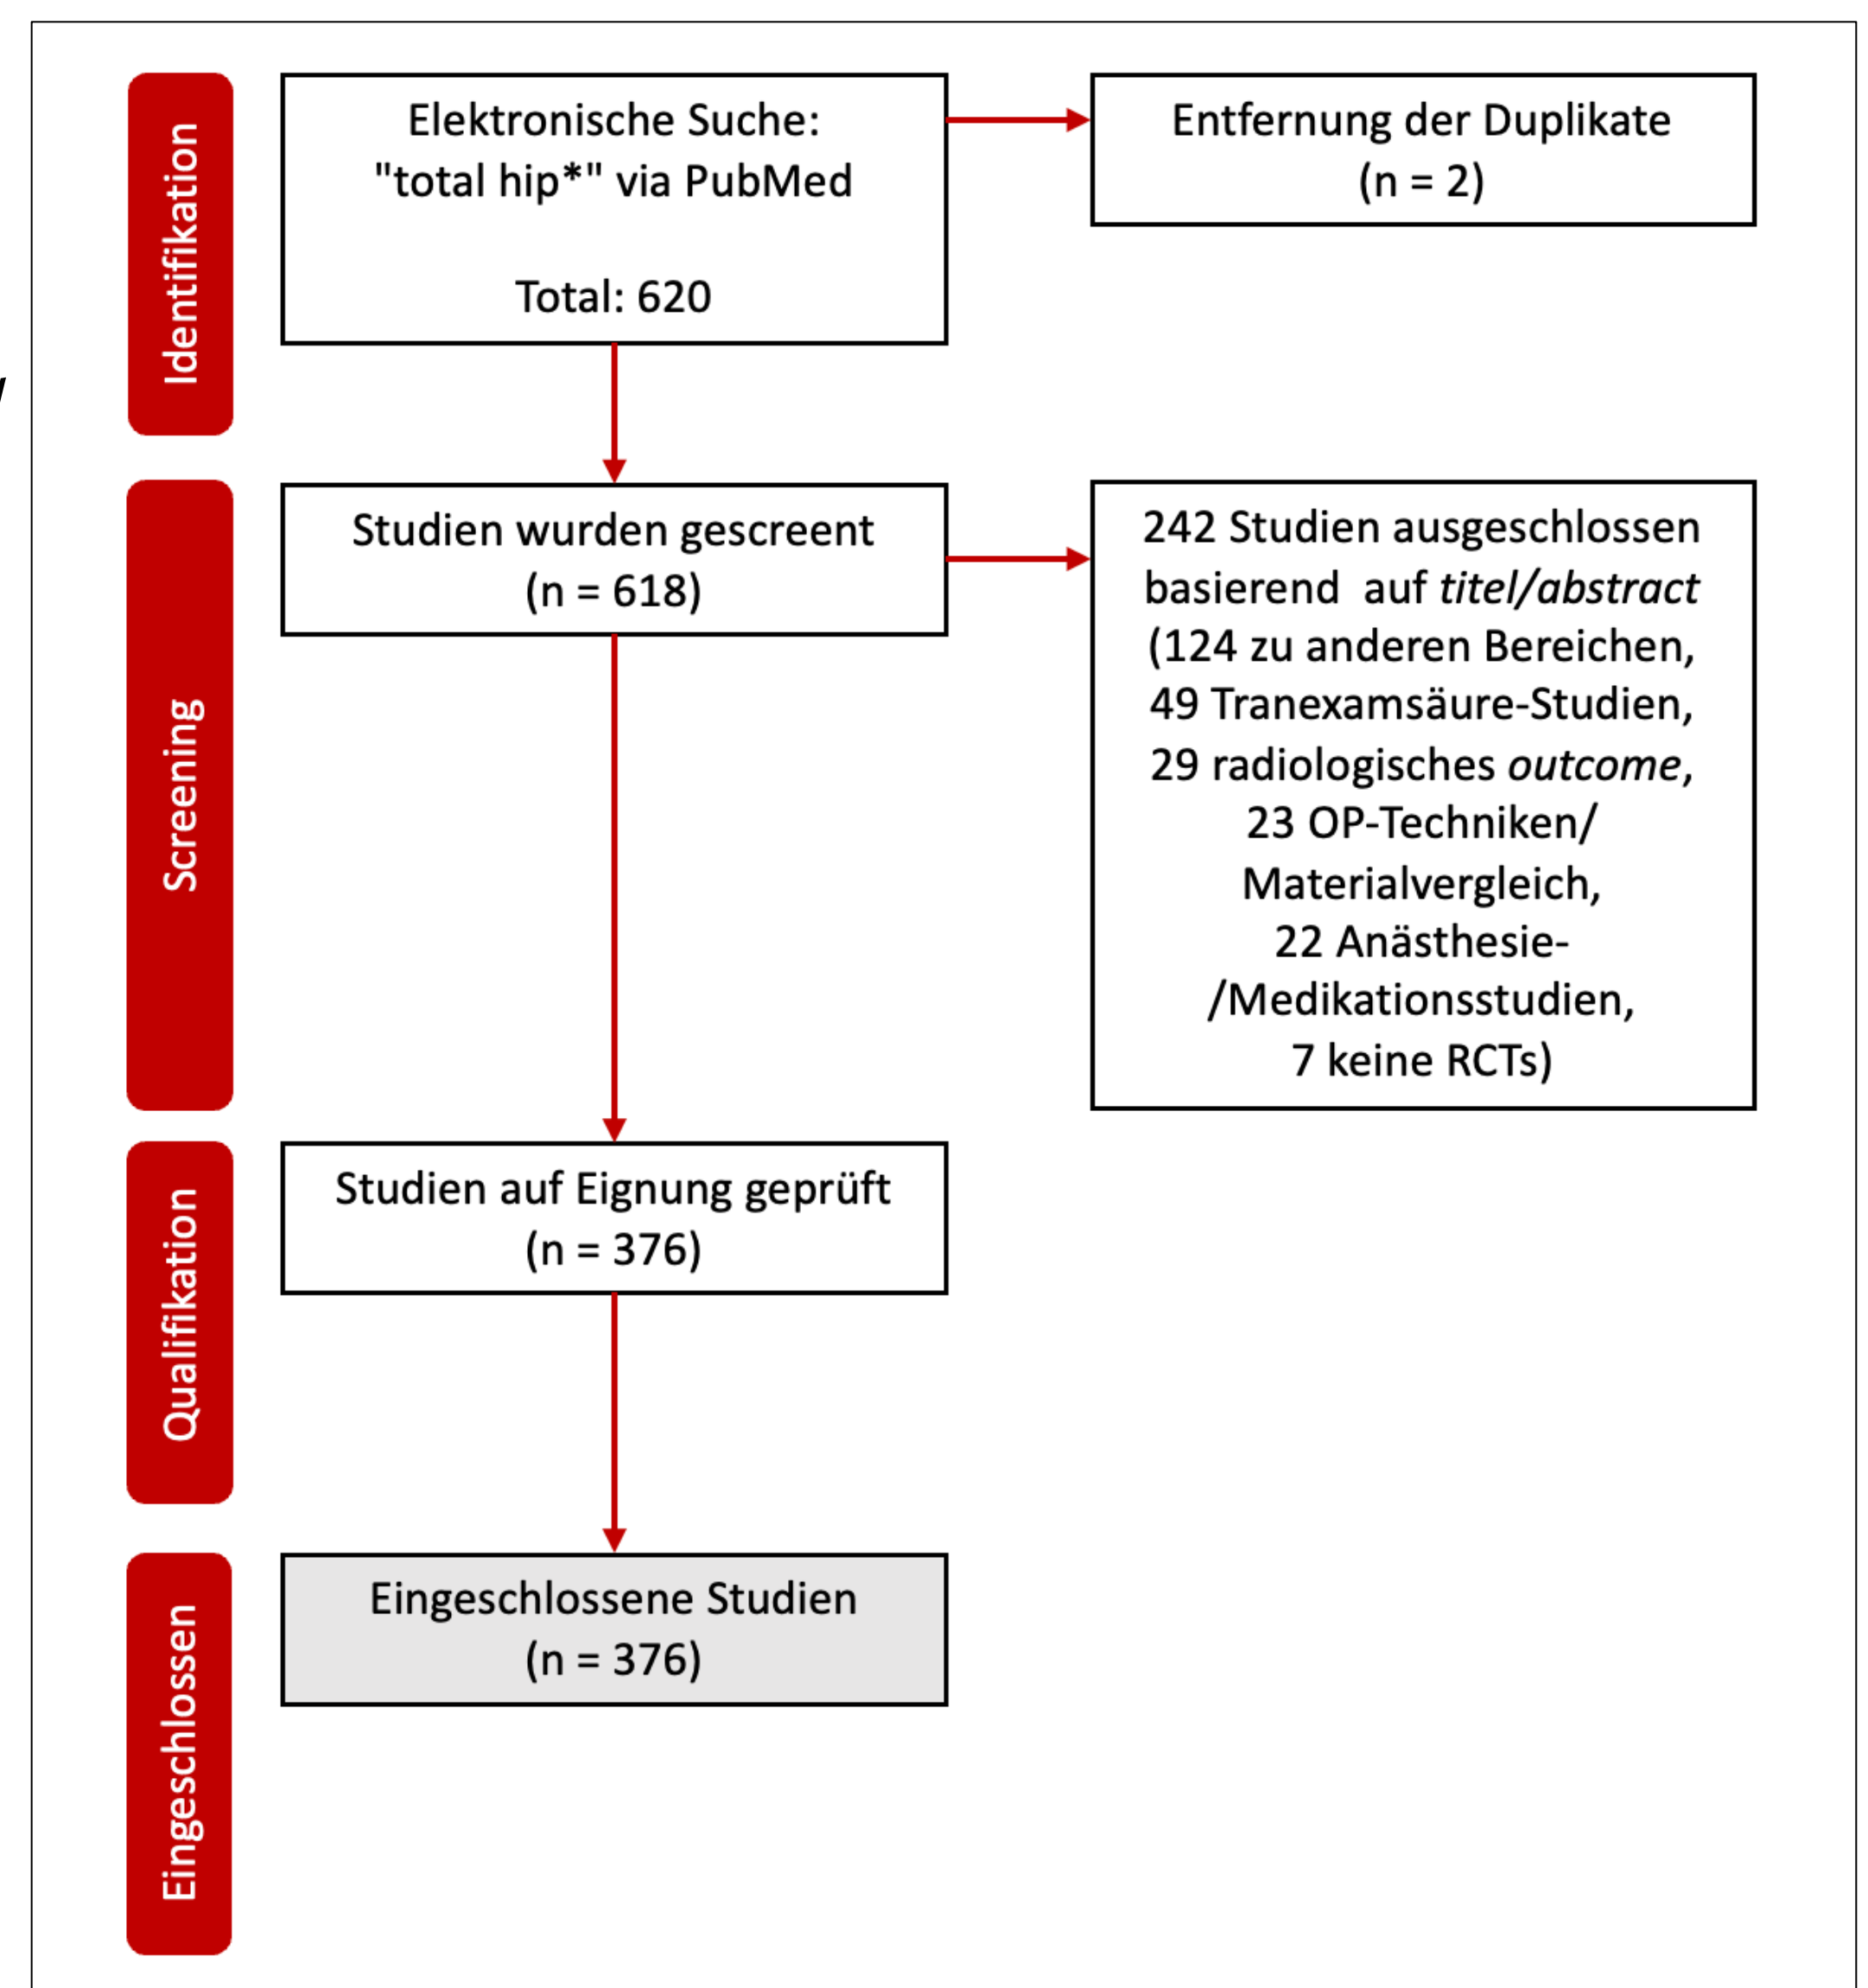 Identifikation
Elektronische Suche:
"total hip*" via PubMed
Total: 620
Entfernung der Duplikate
(n = 2)
Screening
Studien wurden gescreent
(n = 618)
242 Studien ausgeschlossen
basierend  auf titel/abstract
(124 zu anderen Bereichen,
49 Tranexamsäure-Studien,
29 radiologisches outcome,
23 OP-Techniken/
Materialvergleich,
22 Anästhesie-
/Medikationsstudien,
7 keine RCTs)
Qualifikation
Studien auf Eignung geprüft
(n = 376)
Eingeschlossen
Eingeschlossene Studien
(n = 376)